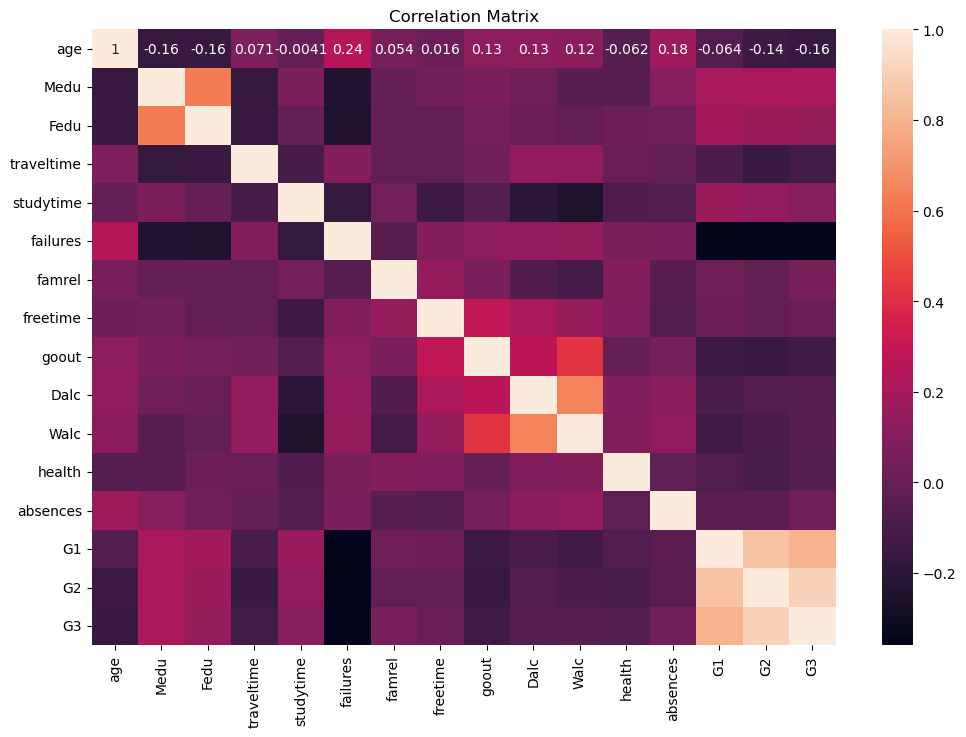 Correlation Matrix
age 1 -0.16 -0.16 0.071 -0.0041 0.24 0.054 0.016 0.13 0.13 0.12 -0.062 0.18 -0.064 -0.14 -0.16
Medu
Fedu
traveltime
studytime
failures
famrel
freetime
goout
Dalc
Walc
health
absences
G1
G2
G3
age Medu Fedu traveltime studytime failures famrel freetime goout Dalc Walc health absences G1 G2 G3
1.0
0.8
0.6
0.4
0.2
0.0
−0.2